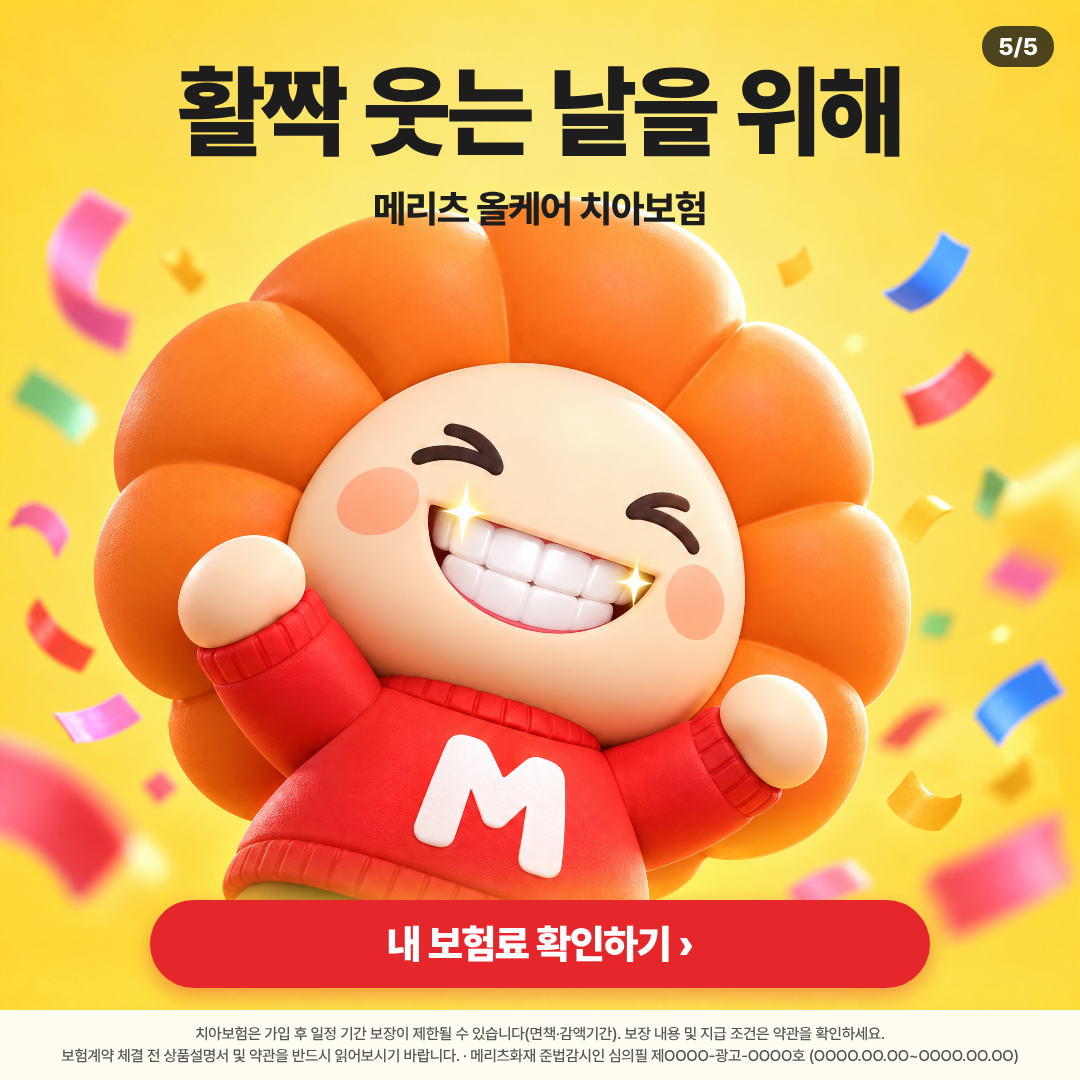 5/5
활짝 웃는 날을 위해
메리츠 올케어 치아보험
M
내 보험료 확인하기 ›
치아보험은 가입 후 일정 기간 보장이 제한될 수 있습니다(면책·감액기간). 보장 내용 및 지급 조건은 약관을 확인하세요.
보험계약 체결 전 상품설명서 및 약관을 반드시 읽어보시기 바랍니다. · 메리츠화재 준법감시인 심의필 제OOOO-광고-OOOO호 (OOOO.OO.OO~OOOO.OO.OO)